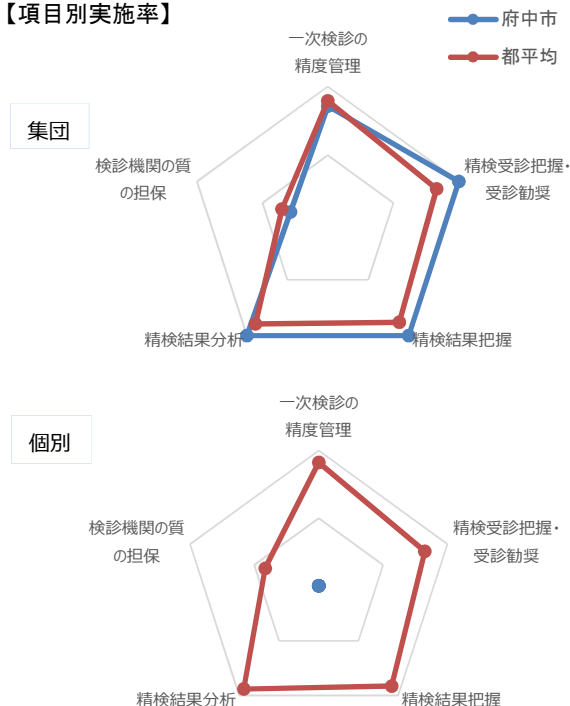 【項目別実施率】
府中市
都平均
集団
一次検診の
精度管理
精検受診把握・
受診勧奨
精検結果把握
精検結果分析
検診機関の質
の担保
個別
一次検診の
精度管理
精検受診把握・
受診勧奨
精検結果把握
精検結果分析
検診機関の質
の担保